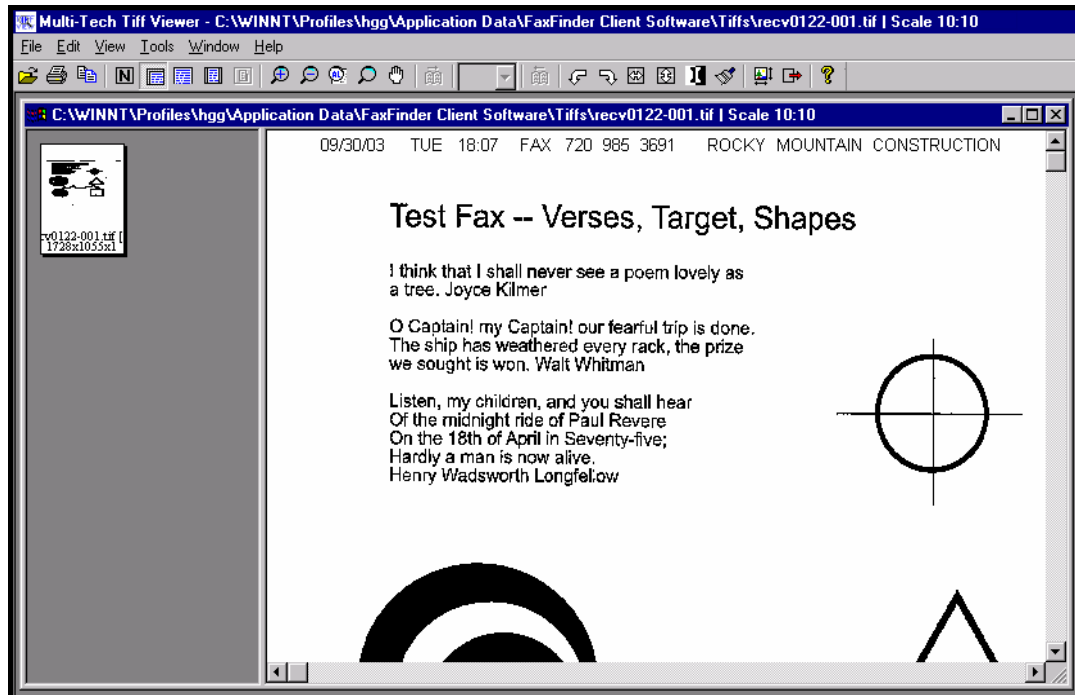 Multi-Tech Tiff Viewer - C:\WINNT\Profiles\hgg\Application Data\FaxFinder Client Software\Tiffs\recv0122-001.tif | Scale 10:10
File Edit View Tools Window Help
C:\WINNT\Profiles\hgg\Application Data\FaxFinder Client Software\Tiffs\recv0122-001.tif | Scale 10:10
cv0122-001.tif [
1728x1055x1
09/30/03 TUE 18:07 FAX 720 985 3691 ROCKY MOUNTAIN CONSTRUCTION
Test Fax -- Verses, Target, Shapes
I think that I shall never see a poem lovely as
a tree. Joyce Kilmer
O Captain! my Captain! our fearful trip is done.
The ship has weathered every rack, the prize
we sought is won. Walt Whitman
Listen, my children, and you shall hear
Of the midnight ride of Paul Revere
On the 18th of April in Seventy-five;
Hardly a man is now alive.
Henry Wadsworth Longfellow